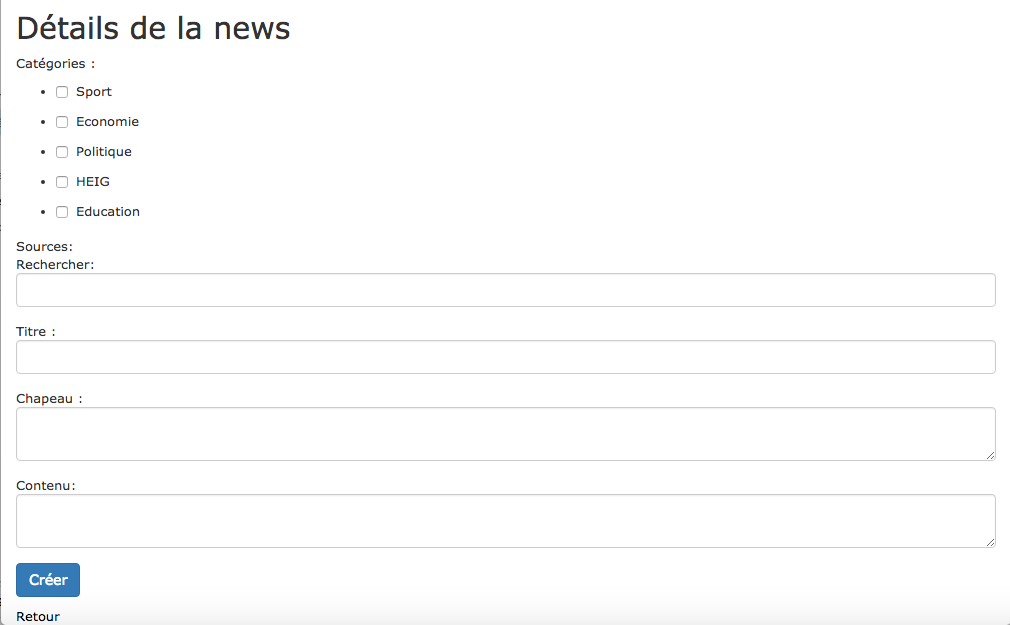 Détails de la news
Catégories :
Sport
Economie
Politique
HEIG
Education
Sources:
Rechercher:
Titre :
Chapeau :
Contenu:
Créer
Retour